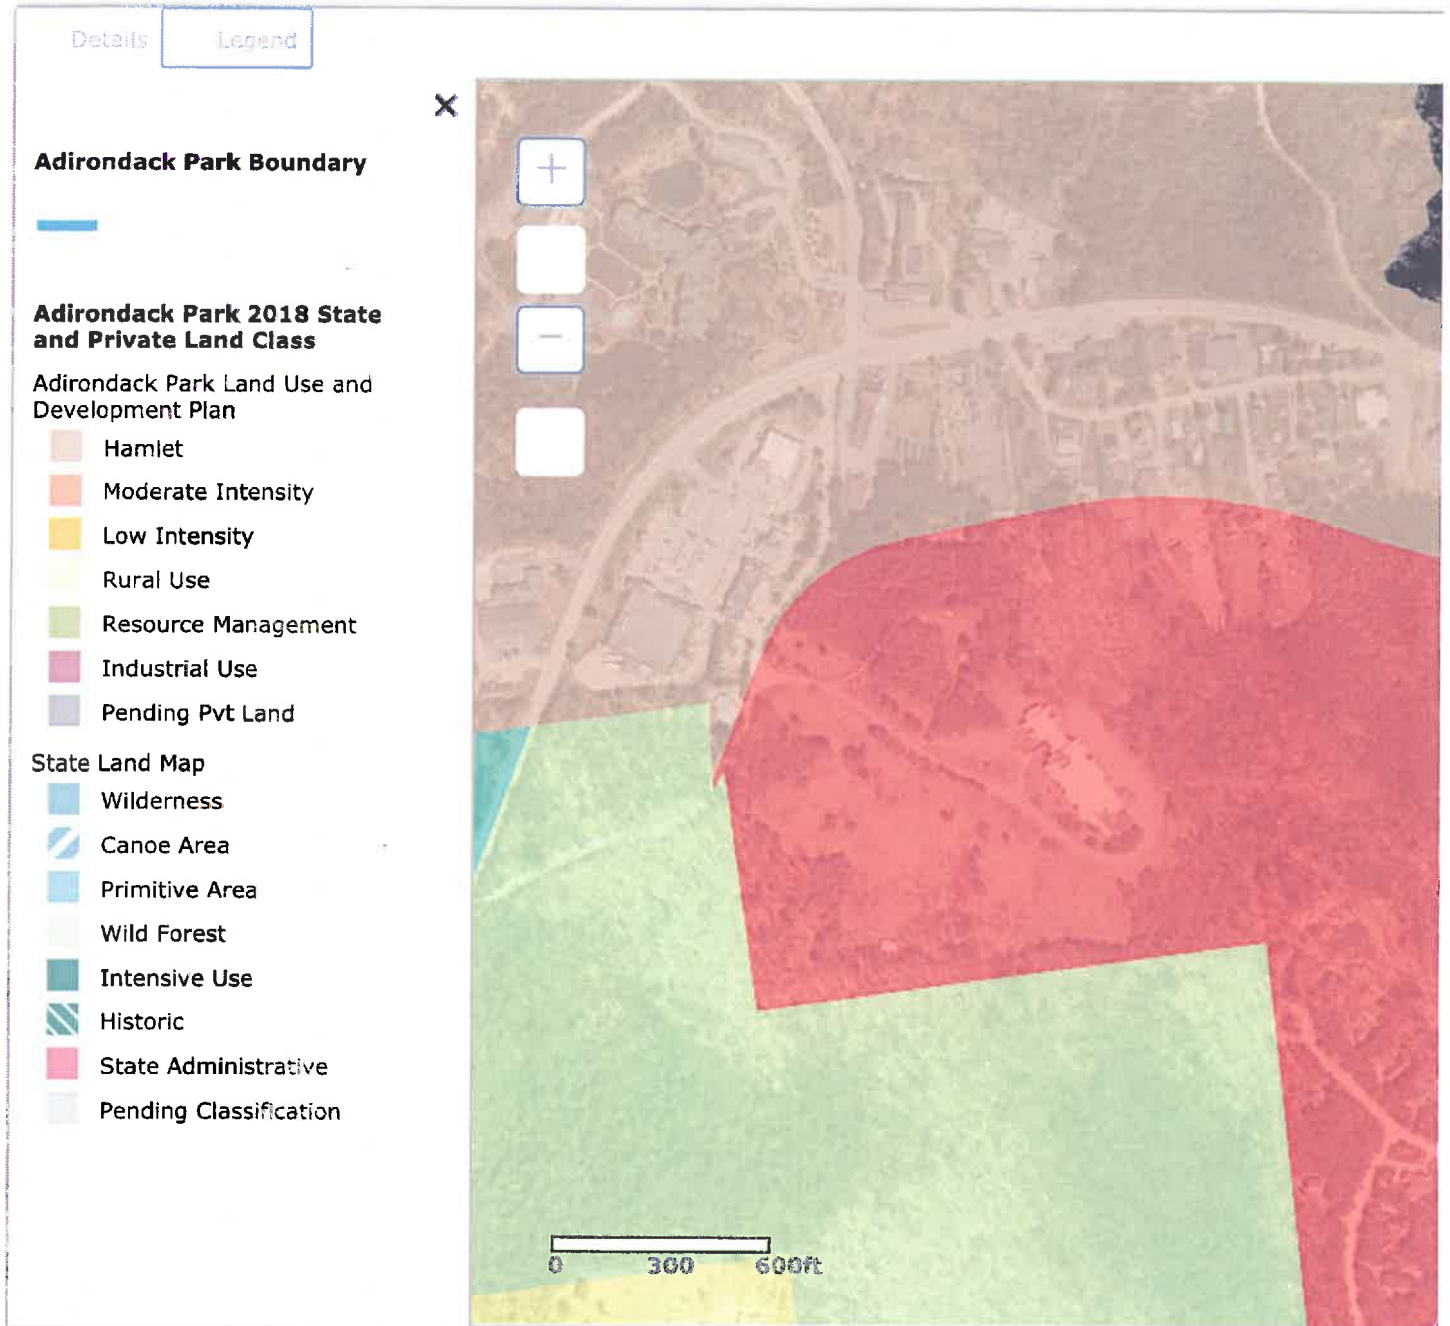 Details
Legend
×
Adirondack Park Boundary
Adirondack Park 2018 State
and Private Land Class
Adirondack Park Land Use and
Development Plan
Hamlet
Moderate Intensity
Low Intensity
Rural Use
Resource Management
Industrial Use
Pending Pvt Land
State Land Map
Wilderness
Canoe Area
Primitive Area
Wild Forest
Intensive Use
Historic
State Administrative
Pending Classification
+
−
0 300 600ft